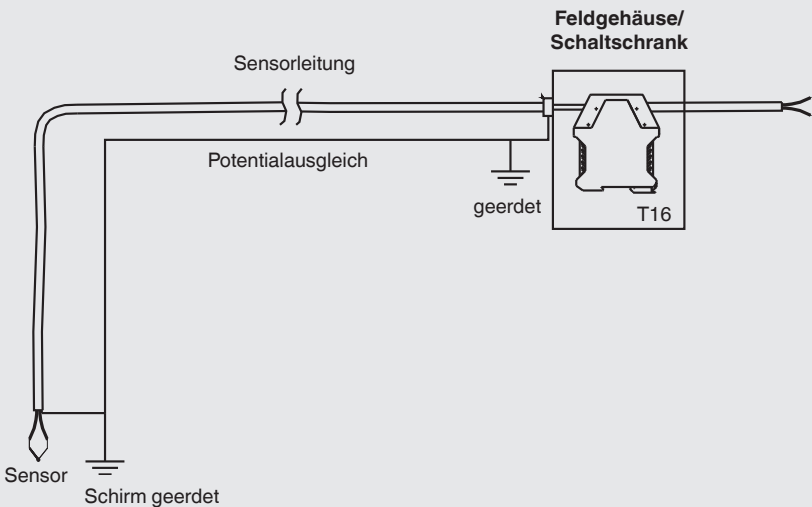 Feldgehäuse/
Schaltschrank
Sensorleitung
Potentialausgleich
geerdet
T16
Sensor
Schirm geerdet